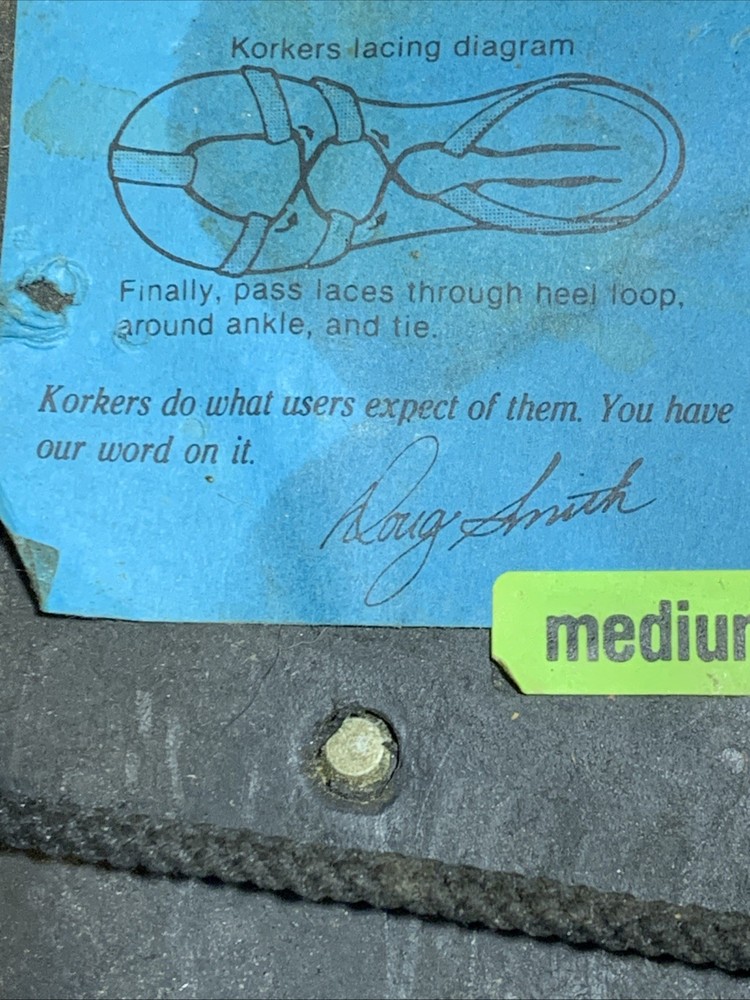 Korkers lacing diagram
Finally, pass laces through heel loop,
around ankle, and tie.
Korkers do what users expect of them. You have
our word on it.
Doug Smith
mediu